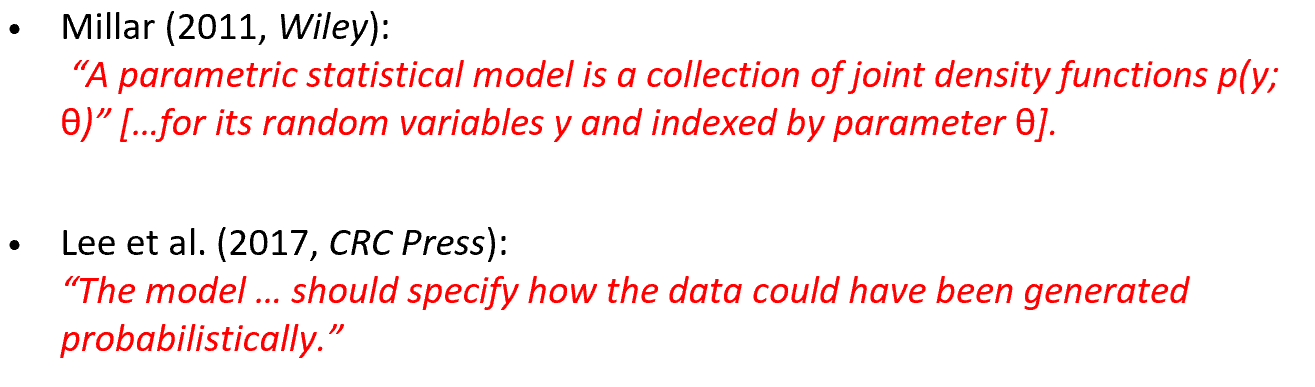 • Millar (2011, Wiley):
“A parametric statistical model is a collection of joint density functions p(y;
θ)” […for its random variables y and indexed by parameter θ].
• Lee et al. (2017, CRC Press):
“The model … should specify how the data could have been generated
probabilistically.”